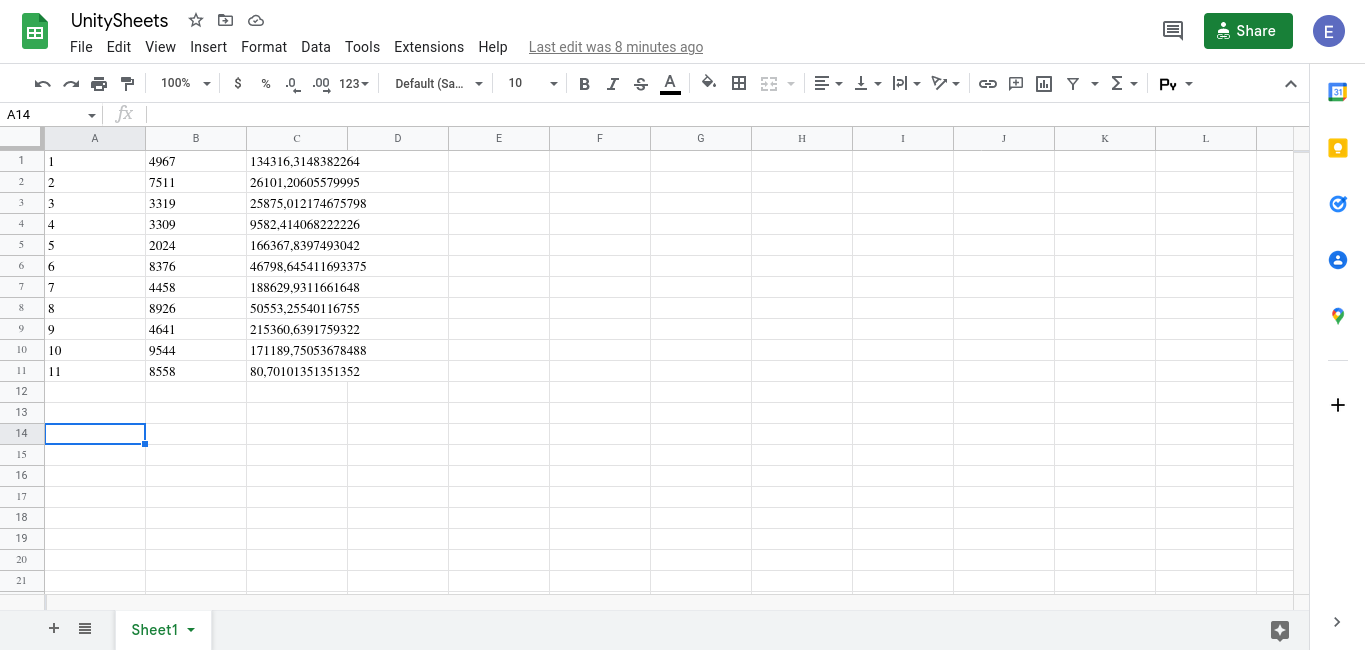 UnitySheets
File Edit View Insert Format Data Tools Extensions Help Last edit was 8 minutes ago
Share
E
100% $ % .0 .00 123 Default (Sa... 10 B I S A Py
31
A14 fx
A B C D E F G H I J K L
1 1 4967 134316,3148382264
2 2 7511 26101,20605579995
3 3 3319 25875,012174675798
4 4 3309 9582,414068222226
5 5 2024 166367,8397493042
6 6 8376 46798,645411693375
7 7 4458 188629,9311661648
8 8 8926 50553,25540116755
9 9 4641 215360,6391759322
10 10 9544 171189,75053678488
11 11 8558 80,70101351351352
12
13
14
15
16
17
18
19
20
21
Sheet1